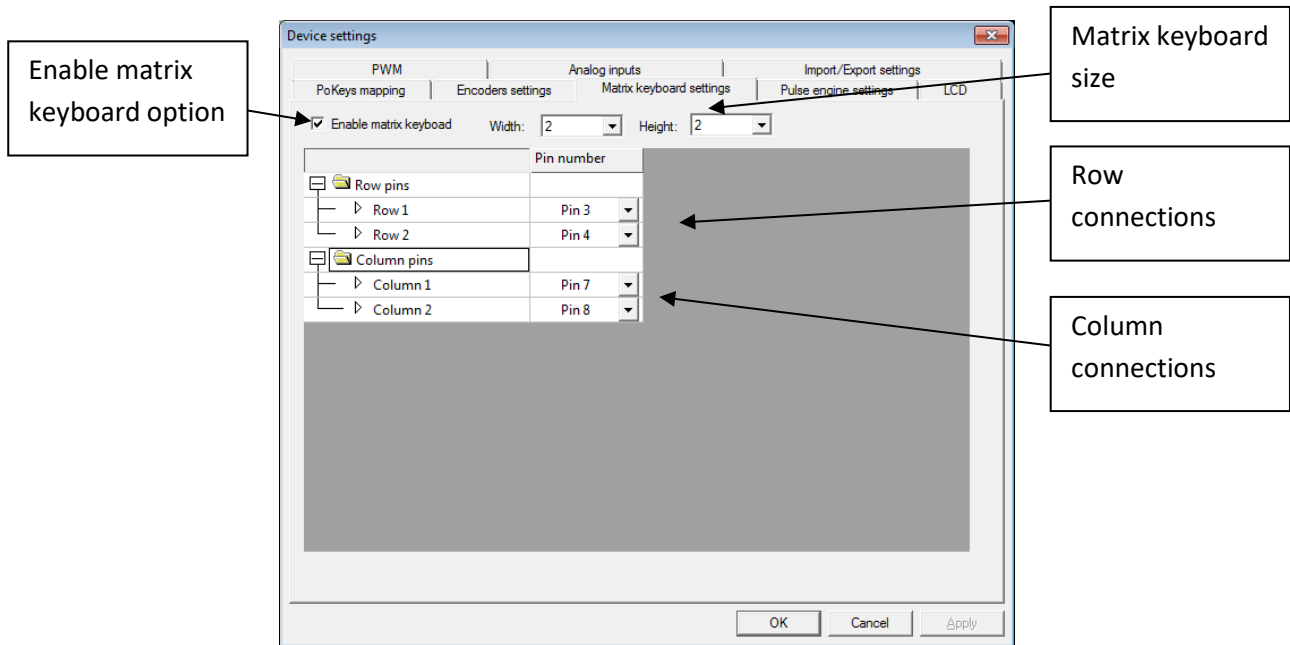 Device settings
Enable matrix
keyboard option
Matrix keyboard
size
PWM Analog inputs Import/Export settings
PoKeys mapping Encoders settings Matrix keyboard settings Pulse engine settings LCD
Enable matrix keyboad Width: 2 Height: 2
Pin number
Row pins
Row 1 Pin 3
Row 2 Pin 4
Column pins
Column 1 Pin 7
Column 2 Pin 8
Row
connections
Column
connections
OK Cancel Apply